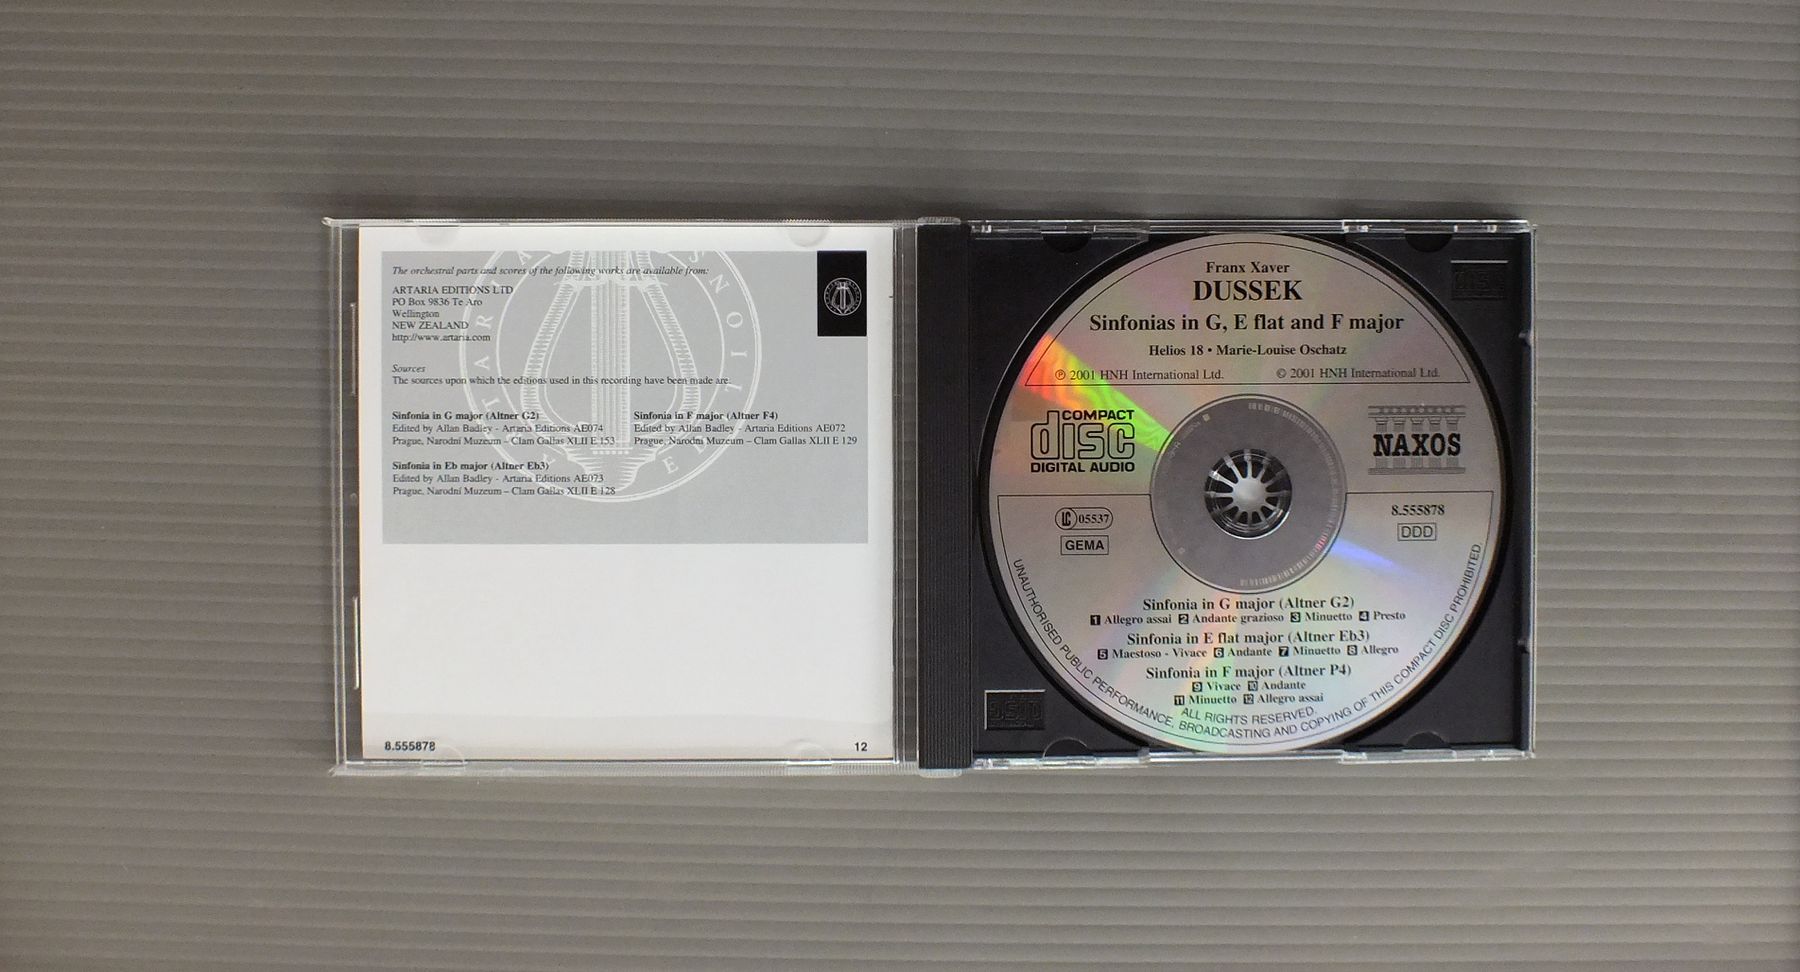 The orchestral parts and scores of the following works are available from:
ARTARIA EDITIONS LTD
PO Box 9836 Te Aro
Wellington
NEW ZEALAND
http://www.artaria.com
Sources
The sources upon which the editions used in this recording have been made are:
Sinfonia in G major (Altner G2)
Edited by Allan Badley - Artaria Editions AE074
Prague, Narodní Muzeum – Clam Gallas XLII E 153
Sinfonia in F major (Altner F4)
Edited by Allan Badley - Artaria Editions AE072
Prague, Narodní Muzeum – Clam Gallas XLII E 129
Sinfonia in Eb major (Altner Eb3)
Edited by Allan Badley - Artaria Editions AE073
Prague, Narodní Muzeum – Clam Gallas XLII E 128
8.555878
12
Franx Xaver
DUSSEK
Sinfonias in G, E flat and F major
Helios 18 • Marie-Louise Oschatz
℗ 2001 HNH International Ltd.
© 2001 HNH International Ltd.
COMPACT
disc
DIGITAL AUDIO
NAXOS
LC 05537
GEMA
8.555878
DDD
Sinfonia in G major (Altner G2)
1 Allegro assai 2 Andante grazioso 3 Minuetto 4 Presto
Sinfonia in E flat major (Altner Eb3)
5 Maestoso - Vivace 6 Andante 7 Minuetto 8 Allegro
Sinfonia in F major (Altner P4)
9 Vivace 10 Andante
11 Minuetto 12 Allegro assai
ALL RIGHTS RESERVED.
UNAUTHORISED PUBLIC PERFORMANCE, BROADCASTING AND COPYING OF THIS COMPACT DISC PROHIBITED.